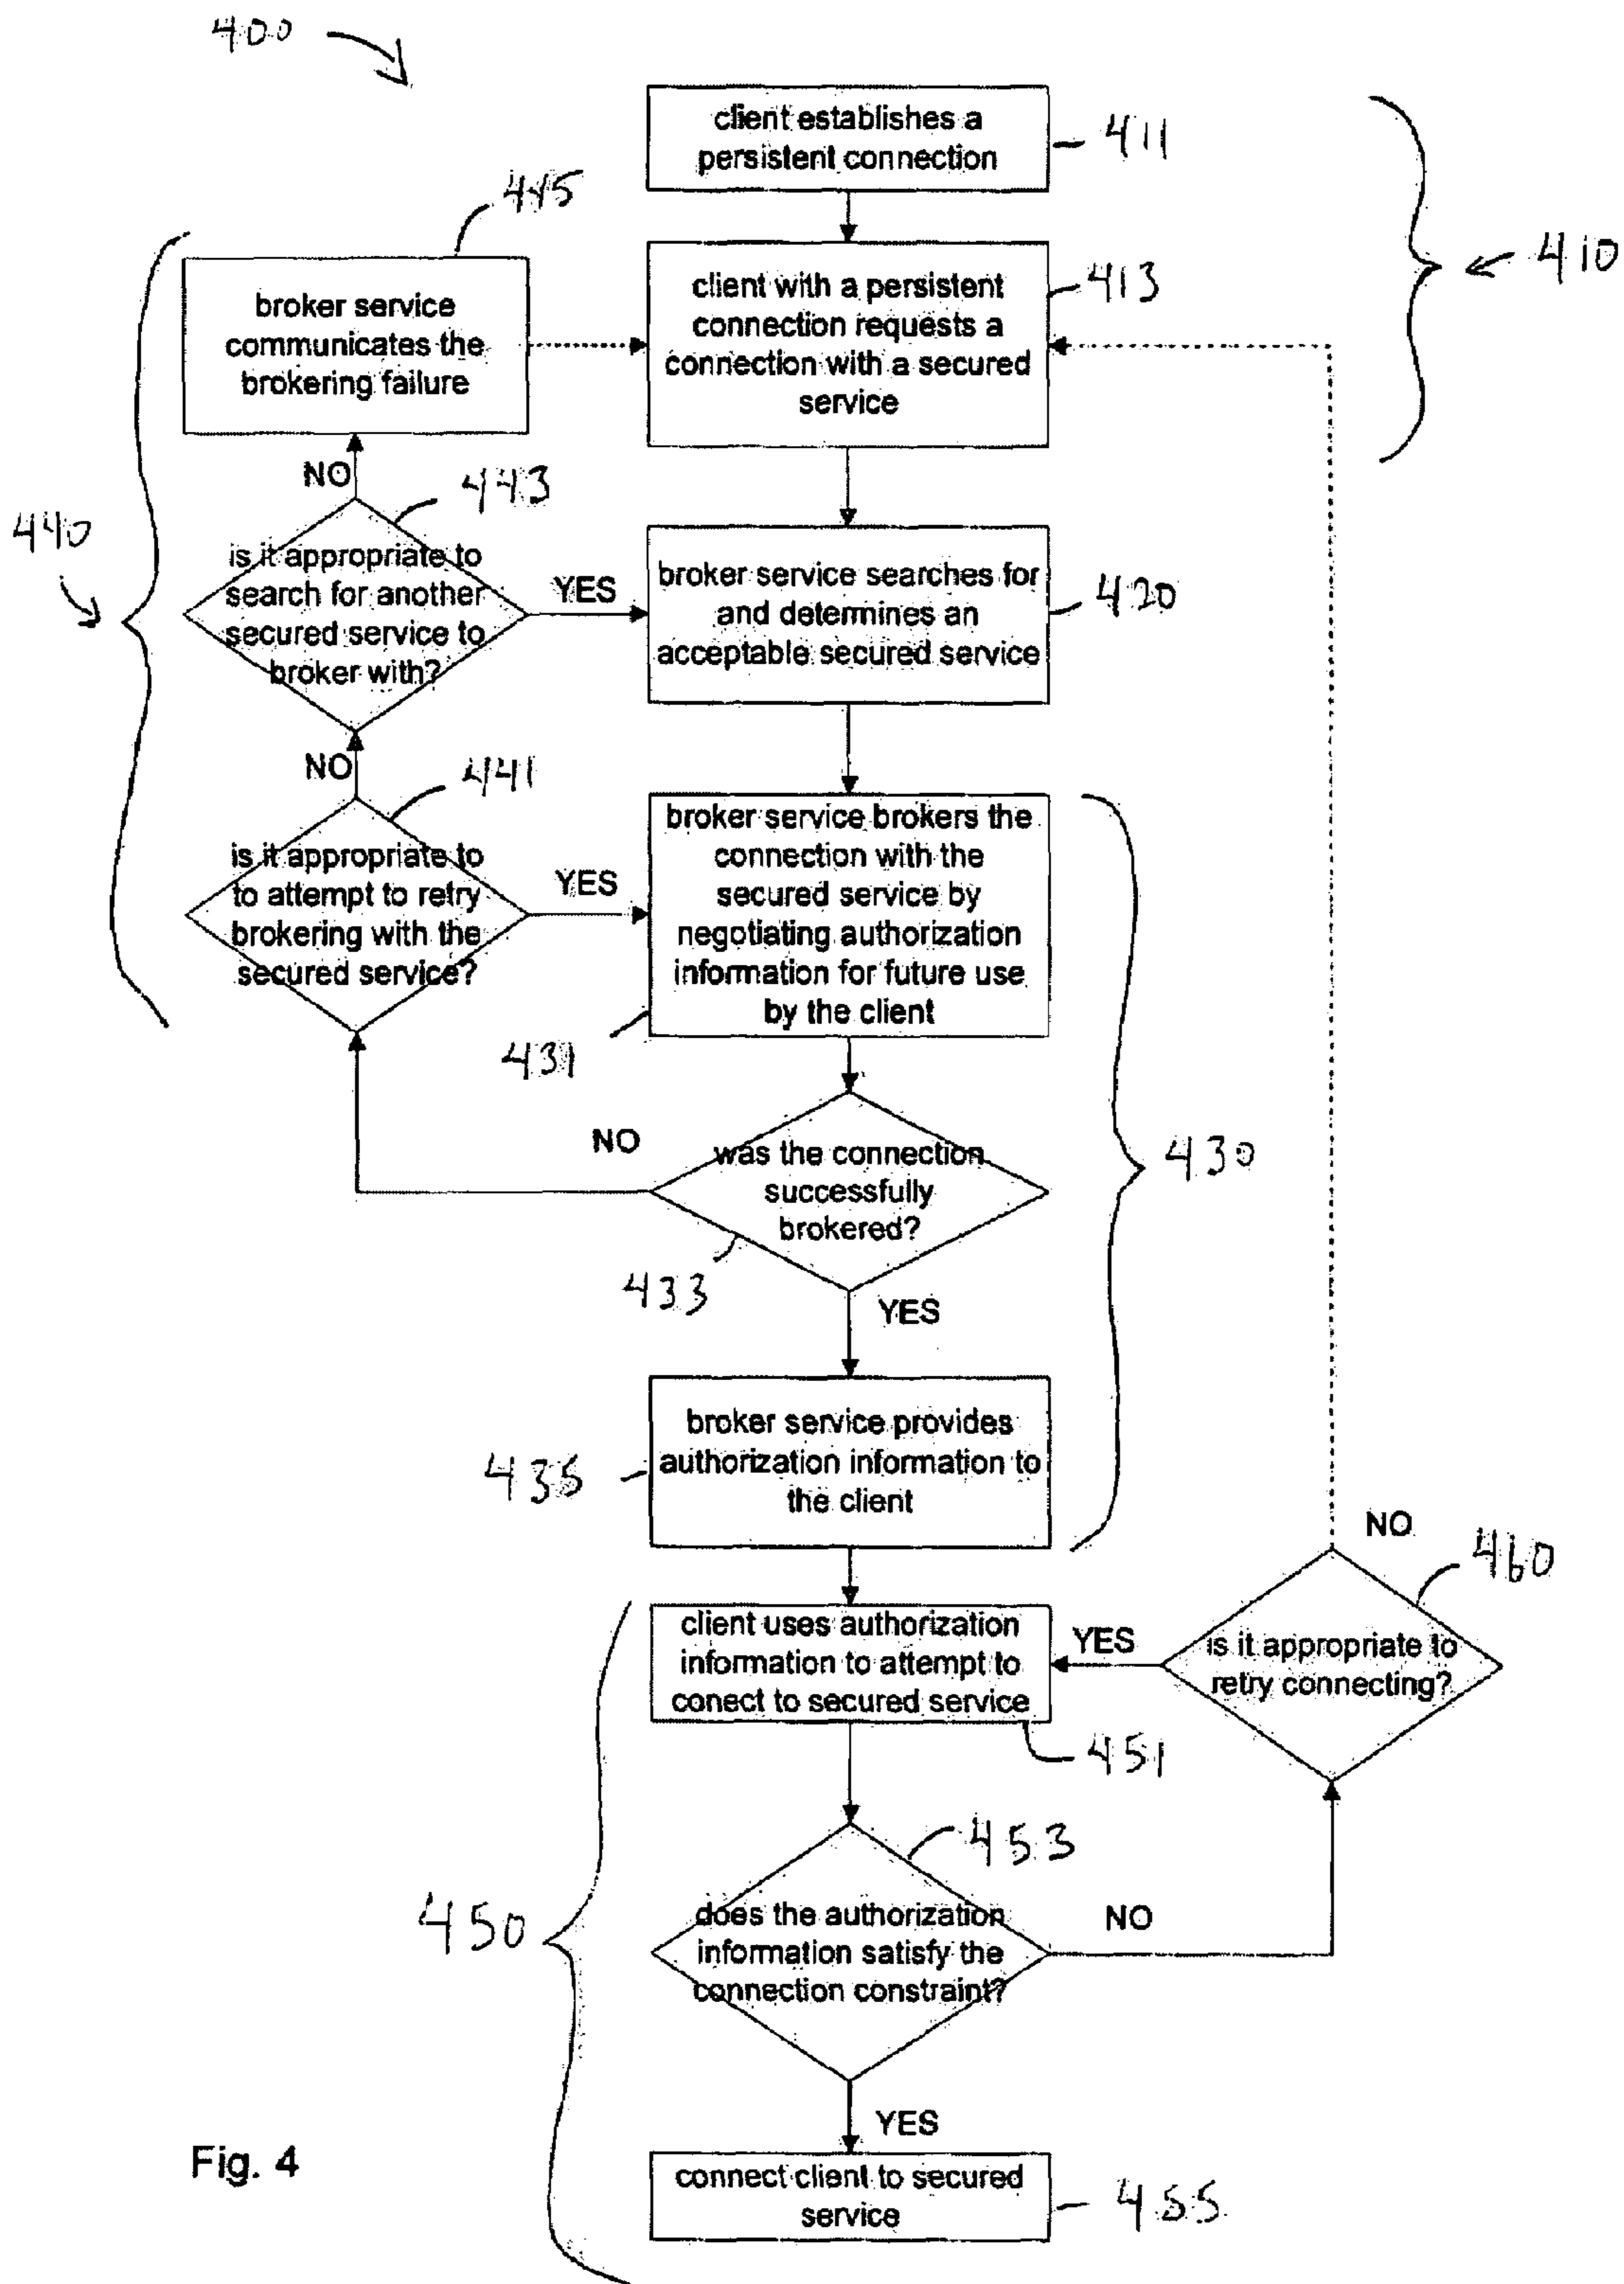 400
client establishes a
persistent connection
411
445
broker service
communicates the
brokering failure
client with a persistent
connection requests a
connection with a secured
service
413
410
NO
443
440
is it appropriate to
search for another
secured service to
broker with?
YES
broker service searches for
and determines an
acceptable secured service
420
NO
441
is it appropriate to
to attempt to retry
brokering with the
secured service?
YES
broker service brokers the
connection with the
secured service by
negotiating authorization
information for future use
by the client
431
NO
was the connection
successfully
brokered?
430
433
YES
broker service provides
authorization information to
the client
435
NO
460
client uses authorization
information to attempt to
conect to secured service
YES
is it appropriate to
retry connecting?
451
453
450
does the authorization
information satisfy the
connection constraint?
NO
YES
Fig. 4
connect client to secured
service
455